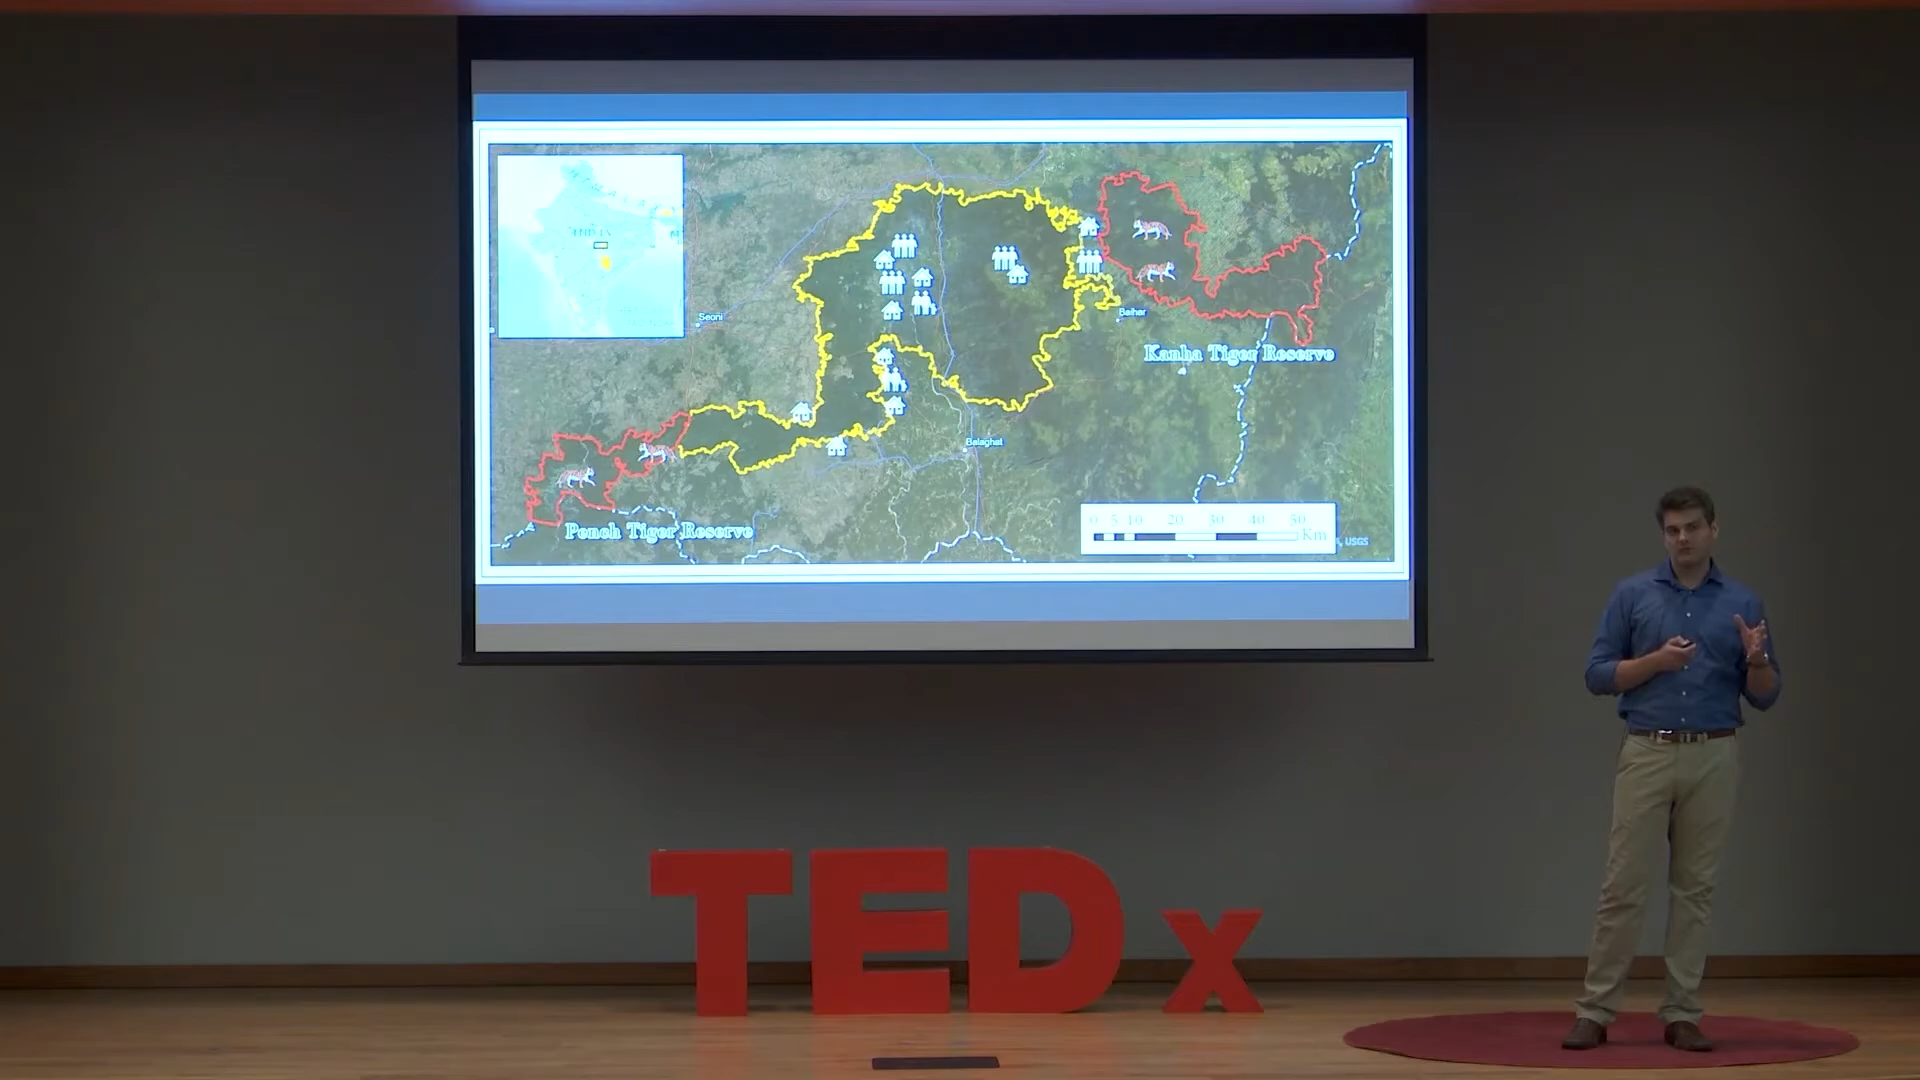 INDIA
Seoni
Baihar
Kanha Tiger Reserve
Balaghat
Pench Tiger Reserve
0 5 10 20 30 40 50
Km
USGS
TEDx